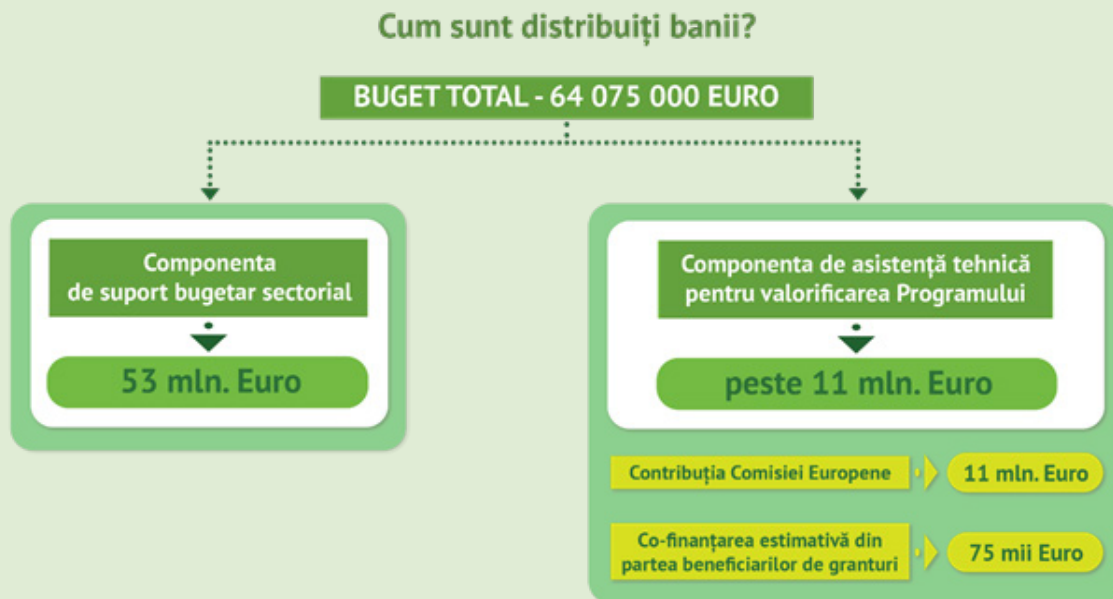 Cum sunt distribuiți banii?
BUGET TOTAL - 64 075 000 EURO
Componenta
de suport bugetar sectorial
53 mln. Euro
Componenta de asistență tehnică
pentru valorificarea Programului
peste 11 mln. Euro
Contribuția Comisiei Europene
11 mln. Euro
Co-finanțarea estimativă din
partea beneficiarilor de granturi
75 mii Euro